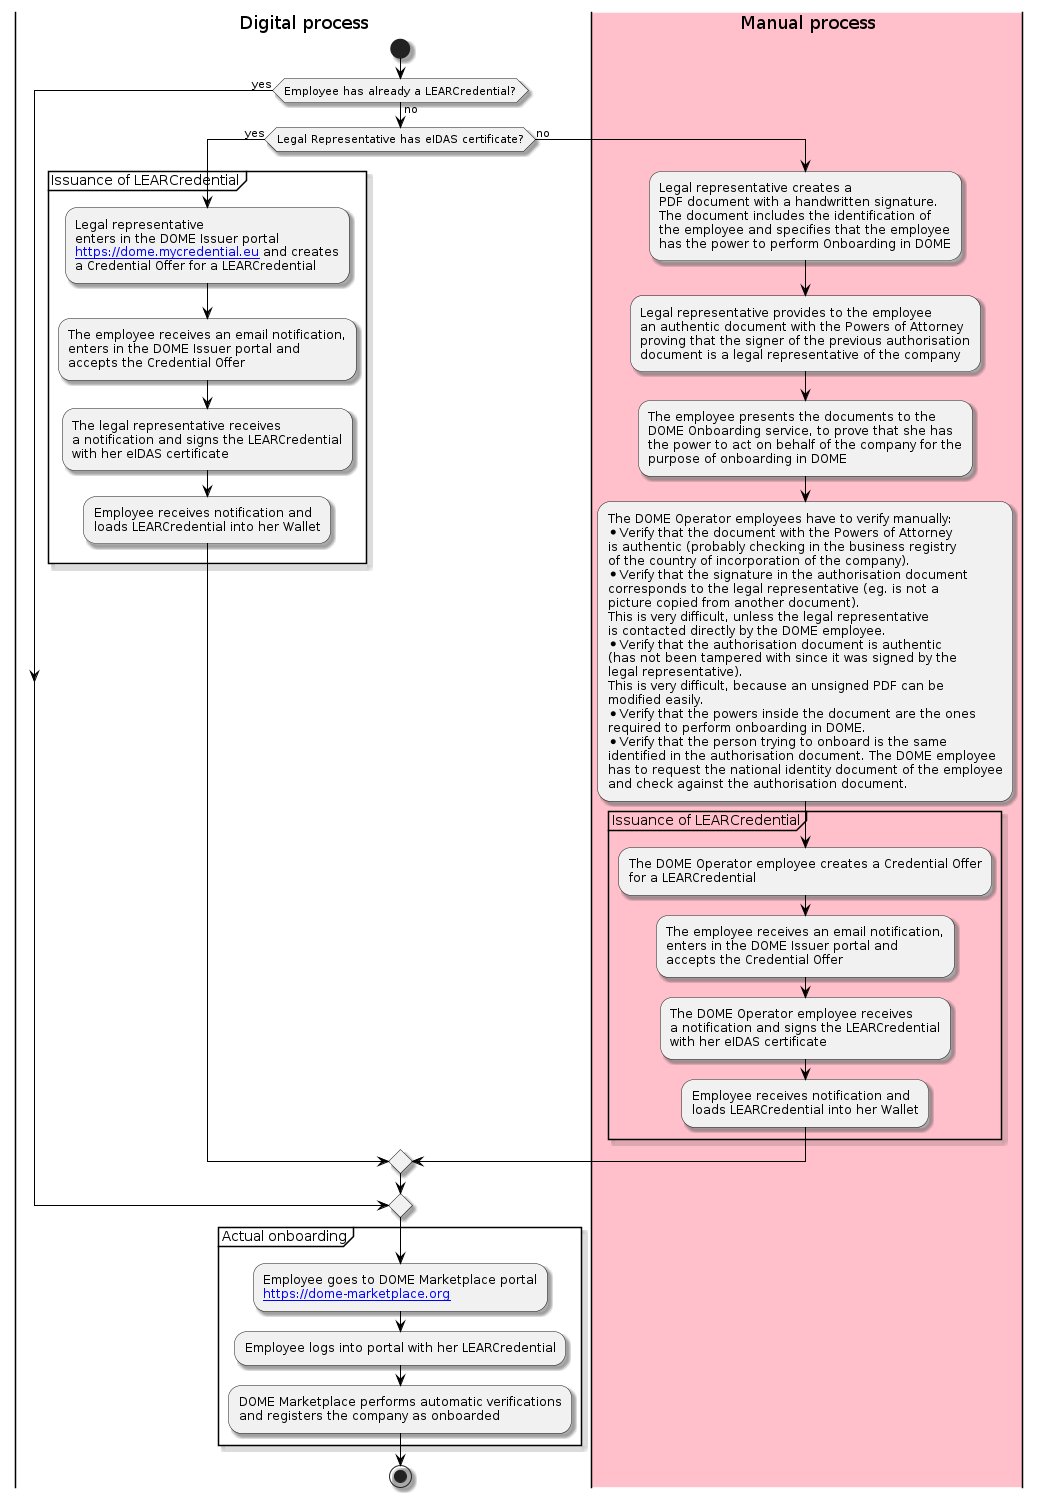 Digital process
Manual process
Employee has already a LEARCredential?
yes
no
Legal Representative has eIDAS certificate?
yes
no
Issuance of LEARCredential
Legal representative
enters in the DOME Issuer portal
https://dome.mycredential.eu and creates
a Credential Offer for a LEARCredential
The employee receives an email notification,
enters in the DOME Issuer portal and
accepts the Credential Offer
The legal representative receives
a notification and signs the LEARCredential
with her eIDAS certificate
Employee receives notification and
loads LEARCredential into her Wallet
Legal representative creates a
PDF document with a handwritten signature.
The document includes the identification of
the employee and specifies that the employee
has the power to perform Onboarding in DOME
Legal representative provides to the employee
an authentic document with the Powers of Attorney
proving that the signer of the previous authorisation
document is a legal representative of the company
The employee presents the documents to the
DOME Onboarding service, to prove that she has
the power to act on behalf of the company for the
purpose of onboarding in DOME
The DOME Operator employees have to verify manually:
• Verify that the document with the Powers of Attorney
is authentic (probably checking in the business registry
of the country of incorporation of the company).
• Verify that the signature in the authorisation document
corresponds to the legal representative (eg. is not a
picture copied from another document).
This is very difficult, unless the legal representative
is contacted directly by the DOME employee.
• Verify that the authorisation document is authentic
(has not been tampered with since it was signed by the
legal representative).
This is very difficult, because an unsigned PDF can be
modified easily.
• Verify that the powers inside the document are the ones
required to perform onboarding in DOME.
• Verify that the person trying to onboard is the same
identified in the authorisation document. The DOME employee
has to request the national identity document of the employee
and check against the authorisation document.
Issuance of LEARCredential
The DOME Operator employee creates a Credential Offer
for a LEARCredential
The employee receives an email notification,
enters in the DOME Issuer portal and
accepts the Credential Offer
The DOME Operator employee receives
a notification and signs the LEARCredential
with her eIDAS certificate
Employee receives notification and
loads LEARCredential into her Wallet
Actual onboarding
Employee goes to DOME Marketplace portal
https://dome-marketplace.org
Employee logs into portal with her LEARCredential
DOME Marketplace performs automatic verifications
and registers the company as onboarded